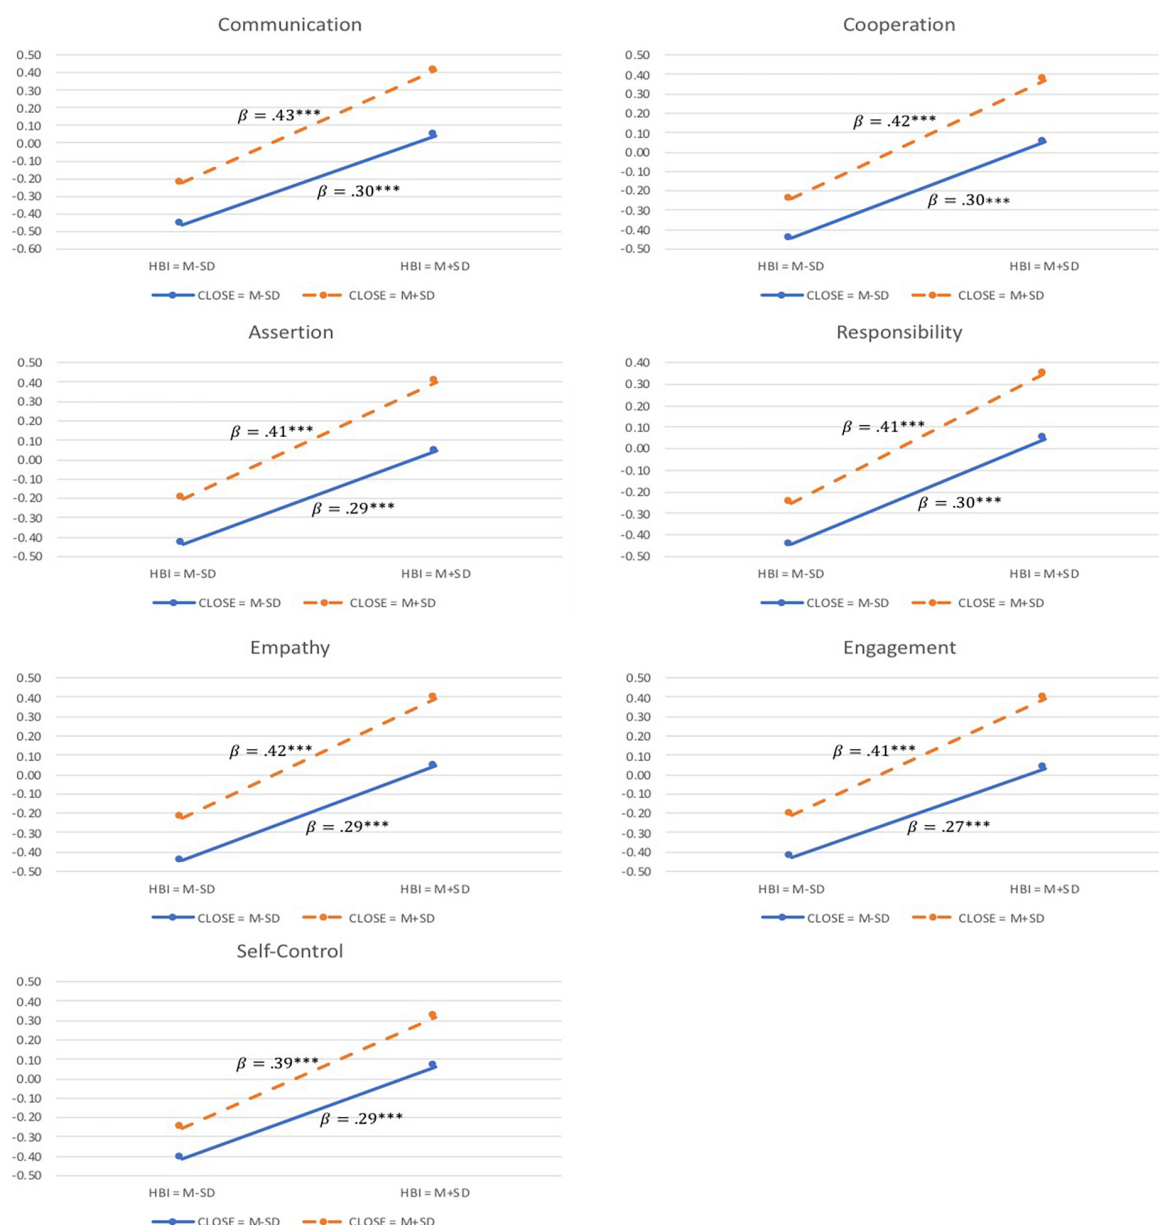 Communication
0.50
0.40
0.30
0.20
0.10
0.00
-0.10
-0.20
-0.30
-0.40
-0.50
-0.60
β = .43***
β = .30***
HBI = M-SD HBI = M+SD
CLOSE = M-SD CLOSE = M+SD
Cooperation
0.50
0.40
0.30
0.20
0.10
0.00
-0.10
-0.20
-0.30
-0.40
-0.50
β = .42***
β = .30***
HBI = M-SD HBI = M+SD
CLOSE = M-SD CLOSE = M+SD
Assertion
0.50
0.40
0.30
0.20
0.10
0.00
-0.10
-0.20
-0.30
-0.40
-0.50
β = .41***
β = .29***
HBI = M-SD HBI = M+SD
CLOSE = M-SD CLOSE = M+SD
Responsibility
0.40
0.30
0.20
0.10
0.00
-0.10
-0.20
-0.30
-0.40
-0.50
β = .41***
β = .30***
HBI = M-SD HBI = M+SD
CLOSE = M-SD CLOSE = M+SD
Empathy
0.50
0.40
0.30
0.20
0.10
0.00
-0.10
-0.20
-0.30
-0.40
-0.50
β = .42***
β = .29***
HBI = M-SD HBI = M+SD
CLOSE = M-SD CLOSE = M+SD
Engagement
0.50
0.40
0.30
0.20
0.10
0.00
-0.10
-0.20
-0.30
-0.40
-0.50
β = .41***
β = .27***
HBI = M-SD HBI = M+SD
CLOSE = M-SD CLOSE = M+SD
Self-Control
0.50
0.40
0.30
0.20
0.10
0.00
-0.10
-0.20
-0.30
-0.40
-0.50
β = .39***
β = .29***
HBI = M-SD HBI = M+SD
CLOSE = M-SD CLOSE = M+SD